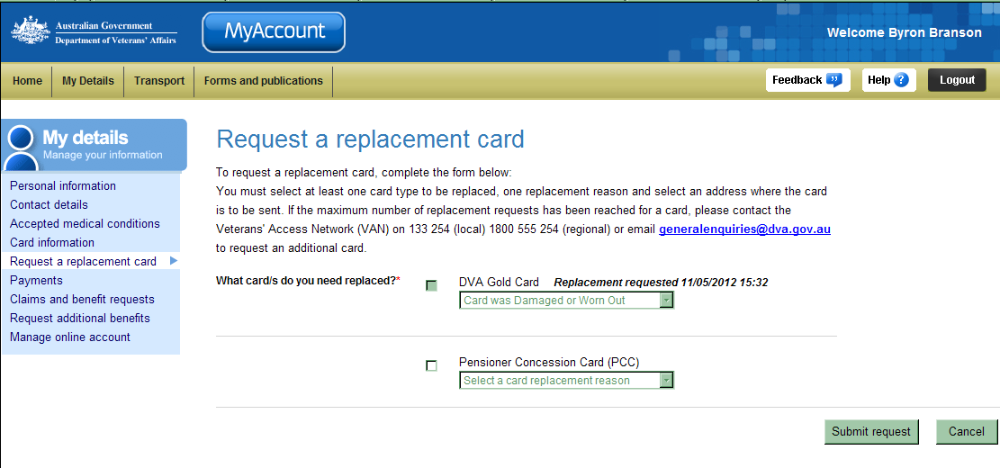 Australian Government
Department of Veterans' Affairs
MyAccount
Welcome Byron Branson
Home
My Details
Transport
Forms and publications
Feedback
Help ?
Logout
My details
Manage your information
Personal information
Contact details
Accepted medical conditions
Card information
Request a replacement card
Payments
Claims and benefit requests
Request additional benefits
Manage online account
Request a replacement card
To request a replacement card, complete the form below:
You must select at least one card type to be replaced, one replacement reason and select an address where the card
is to be sent. If the maximum number of replacement requests has been reached for a card, please contact the
Veterans' Access Network (VAN) on 133 254 (local) 1800 555 254 (regional) or email generalenquiries@dva.gov.au
to request an additional card.
What card/s do you need replaced?*
DVA Gold Card Replacement requested 11/05/2012 15:32
Card was Damaged or Worn Out
Pensioner Concession Card (PCC)
Select a card replacement reason
Submit request
Cancel